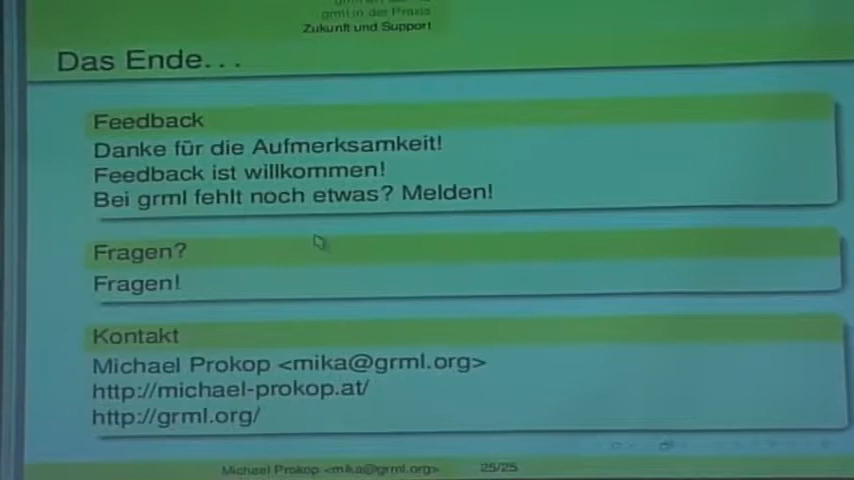 grml in der Praxis
Zukunft und Support
Das Ende...
Feedback
Danke für die Aufmerksamkeit!
Feedback ist willkommen!
Bei grml fehlt noch etwas? Melden!
Fragen?
Fragen!
Kontakt
Michael Prokop <mika@grml.org>
http://michael-prokop.at/
http://grml.org/
Michael Prokop <mika@grml.org> 25/25